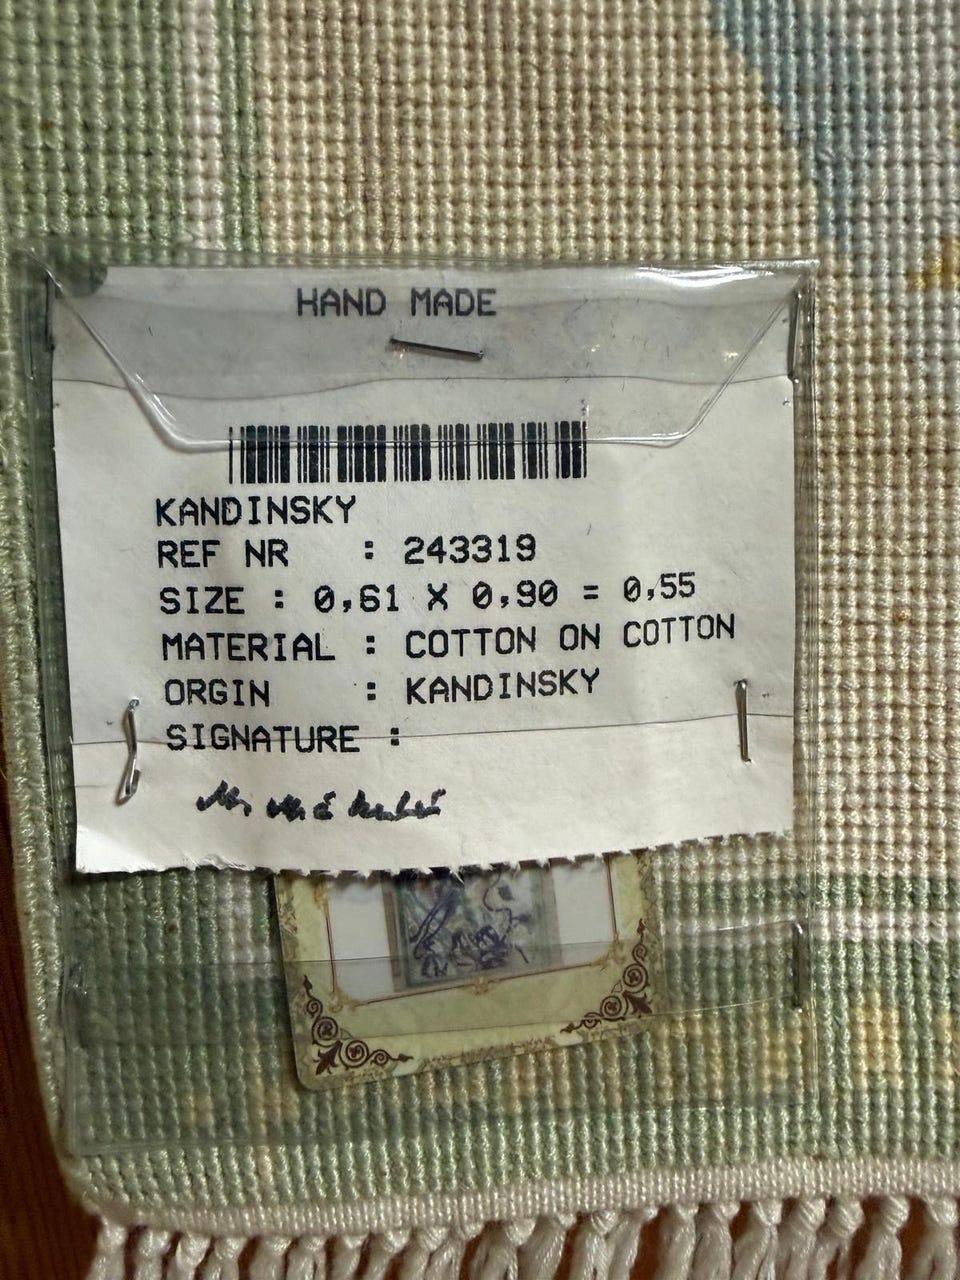 HAND MADE
KANDINSKY
REF NR : 243319
SIZE : 0,61 X 0,90 = 0,55
MATERIAL : COTTON ON COTTON
ORGIN : KANDINSKY
SIGNATURE :